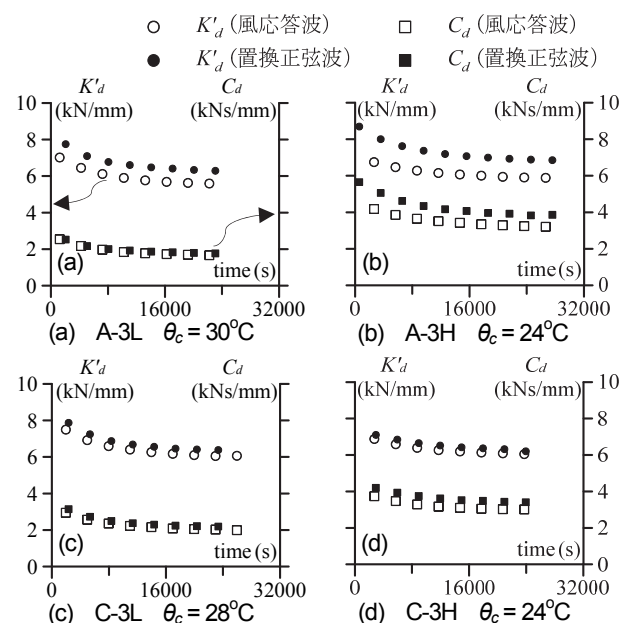 ○ K'd (風応答波) □ Cd (風応答波)
● K'd (置換正弦波) ■ Cd (置換正弦波)
K'd Cd
(kN/mm) (kNs/mm)
10
8
6
4
2
0
(a) time (s)
0 16000 32000
(a) A-3L θc = 30°C
K'd Cd
(kN/mm) (kNs/mm)
10
8
6
4
2
0
(b) time (s)
16000 32000
(b) A-3H θc = 24°C
K'd Cd
(kN/mm) (kNs/mm)
10
8
6
4
2
0
(c) time (s)
0 16000 32000
(c) C-3L θc = 28°C
K'd Cd
(kN/mm) (kNs/mm)
10
8
6
4
2
0
(d) time (s)
0 16000 32000
(d) C-3H θc = 24°C